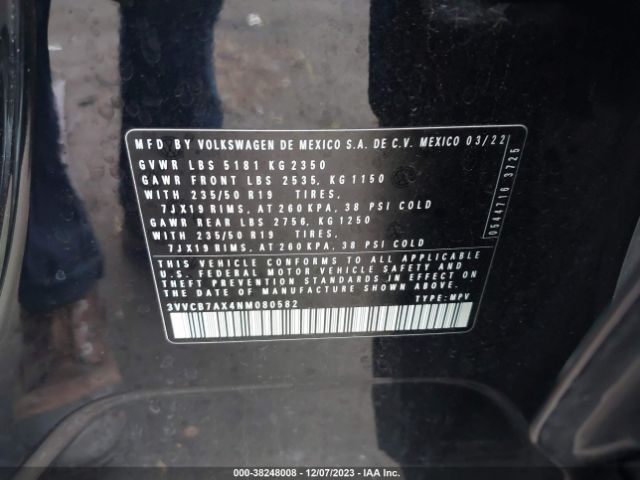 MFD BY VOLKSWAGEN DE MEXICO S.A. DE C.V. MEXICO 03/22
GVWR LBS 5181 KG 2350
GAWR FRONT LBS 2535, KG 1150
WITH 235/50 R19 TIRES,
7JX19 RIMS, AT 260 KPA, 38 PSI COLD
GAWR REAR LBS 2756, KG 1250
WITH 235/50 R19 TIRES,
7JX19 RIMS, AT 260 KPA, 38 PSI COLD
THIS VEHICLE CONFORMS TO ALL APPLICABLE
U.S. FEDERAL MOTOR VEHICLE SAFETY AND
THEFT PREVENTION STANDARDS IN EFFECT ON
THE DATE OF MANUFACTURE SHOWN ABOVE.
3VVCB7AX4NM080582 TYPE: MPV
0544716 3726
000-38248008 - 12/07/2023 - IAA Inc.